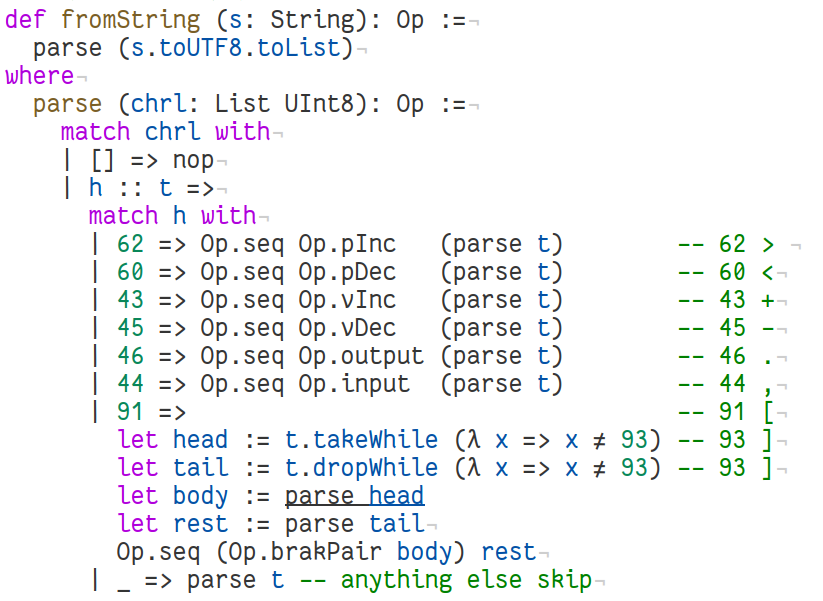 def fromString (s: String): Op :=¬
  parse (s.toUTF8.toList)¬
where¬
  parse (chrl: List UInt8): Op :=¬
    match chrl with¬
    | [] => nop¬
    | h :: t =>¬
      match h with¬
      | 62 => Op.seq Op.pInc   (parse t)        -- 62 > ¬
      | 60 => Op.seq Op.pDec   (parse t)        -- 60 <¬
      | 43 => Op.seq Op.vInc   (parse t)        -- 43 +¬
      | 45 => Op.seq Op.vDec   (parse t)        -- 45 -¬
      | 46 => Op.seq Op.output (parse t)        -- 46 .¬
      | 44 => Op.seq Op.input  (parse t)        -- 44 ,¬
      | 91 =>                                   -- 91 [¬
        let head := t.takeWhile (λ x => x ≠ 93) -- 93 ]¬
        let tail := t.dropWhile (λ x => x ≠ 93) -- 93 ]¬
        let body := parse head
        let rest := parse tail¬
        Op.seq (Op.brakPair body) rest¬
      | _ => parse t -- anything else skip¬